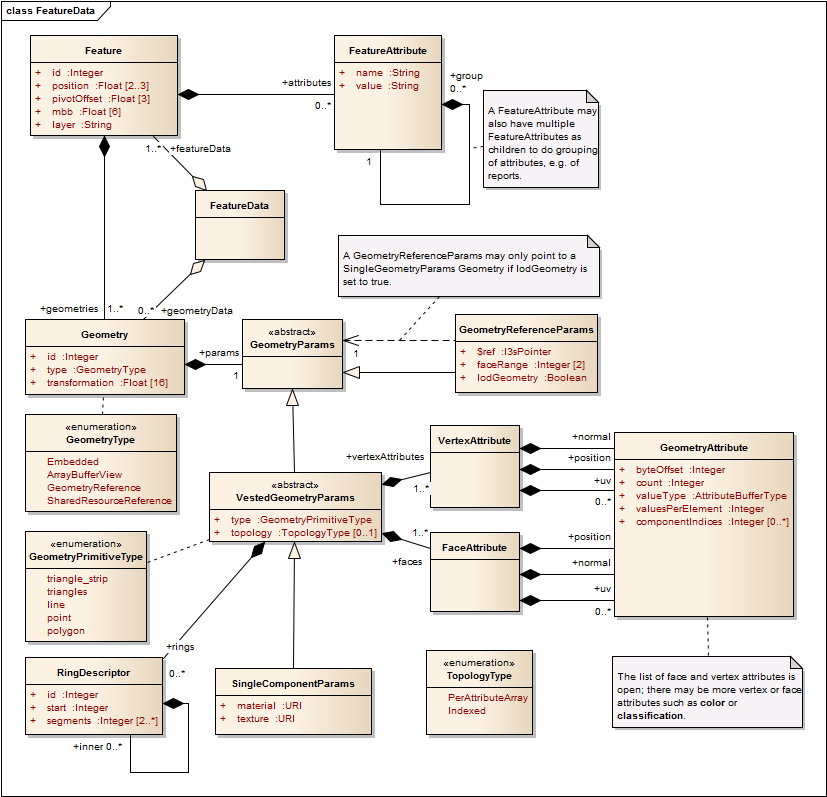 class FeatureData
Feature
+ id :Integer
+ position :Float [2..3]
+ pivotOffset :Float [3]
+ mbb :Float [6]
+ layer :String
+attributes
0..*
FeatureAttribute
+ name :String
+ value :String
+group
0..*
1
A FeatureAttribute may
also have multiple
FeatureAttributes as
children to do grouping
of attributes, e.g. of
reports.
1..*
+featureData
FeatureData
+geometries
1..*
0..*
+geometryData
A GeometryReferenceParams may only point to a
SingleGeometryParams Geometry if lodGeometry is
set to true.
Geometry
+ id :Integer
+ type :GeometryType
+ transformation :Float [16]
+params
1
«abstract»
GeometryParams
1
GeometryReferenceParams
+ $ref :I3sPointer
+ faceRange :Integer [2]
+ lodGeometry :Boolean
«enumeration»
GeometryType
Embedded
ArrayBufferView
GeometryReference
SharedResourceReference
«abstract»
VestedGeometryParams
+ type :GeometryPrimitiveType
+ topology :TopologyType [0..1]
+vertexAttributes
1..*
VertexAttribute
+normal
+position
+uv
0..*
GeometryAttribute
+ byteOffset :Integer
+ count :Integer
+ valueType :AttributeBufferType
+ valuesPerElement :Integer
+ componentIndices :Integer [0..*]
1..*
+faces
FaceAttribute
+position
+normal
+uv
0..*
«enumeration»
GeometryPrimitiveType
triangle_strip
triangles
line
point
polygon
+rings
0..*
RingDescriptor
+ id :Integer
+ start :Integer
+ segments :Integer [2..*]
+inner 0..*
SingleComponentParams
+ material :URI
+ texture :URI
«enumeration»
TopologyType
PerAttributeArray
Indexed
The list of face and vertex attributes is
open; there may be more vertex or face
attributes such as color or
classification.